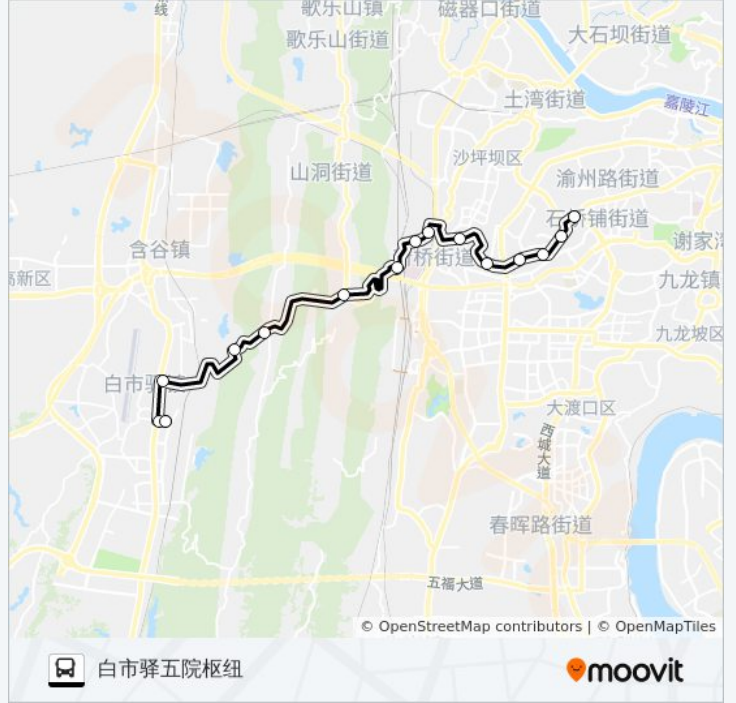 歌乐山镇
磁器口街道
线
歌乐山街道
大石坝街道
土湾街道
嘉陵江
沙坪坝区
山洞街道
渝州路街道
石桥铺街道
谢家湾
含谷镇
桥街道
高新区
九龙镇
九龙坡区
白市驿镇
大渡口区
西城大道
春晖路街道
五福大道
© OpenStreetMap contributors | © OpenMapTiles
白市驿五院枢纽
moovit